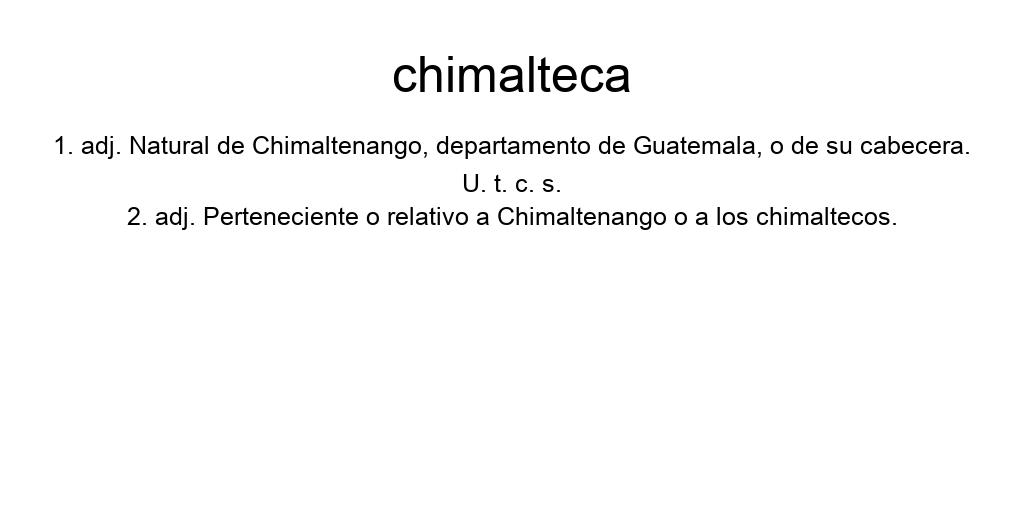 chimalteca
1. adj. Natural de Chimaltenango, departamento de Guatemala, o de su cabecera.
U. t. c. s.
2. adj. Perteneciente o relativo a Chimaltenango o a los chimaltecos.